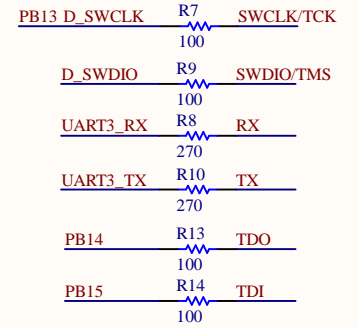 PB13 D_SWCLK R7 SWCLK/TCK
100
D_SWDIO R9 SWDIO/TMS
100
UART3_RX R8 RX
270
UART3_TX R10 TX
270
PB14 R13 TDO
100
PB15 R14 TDI
100